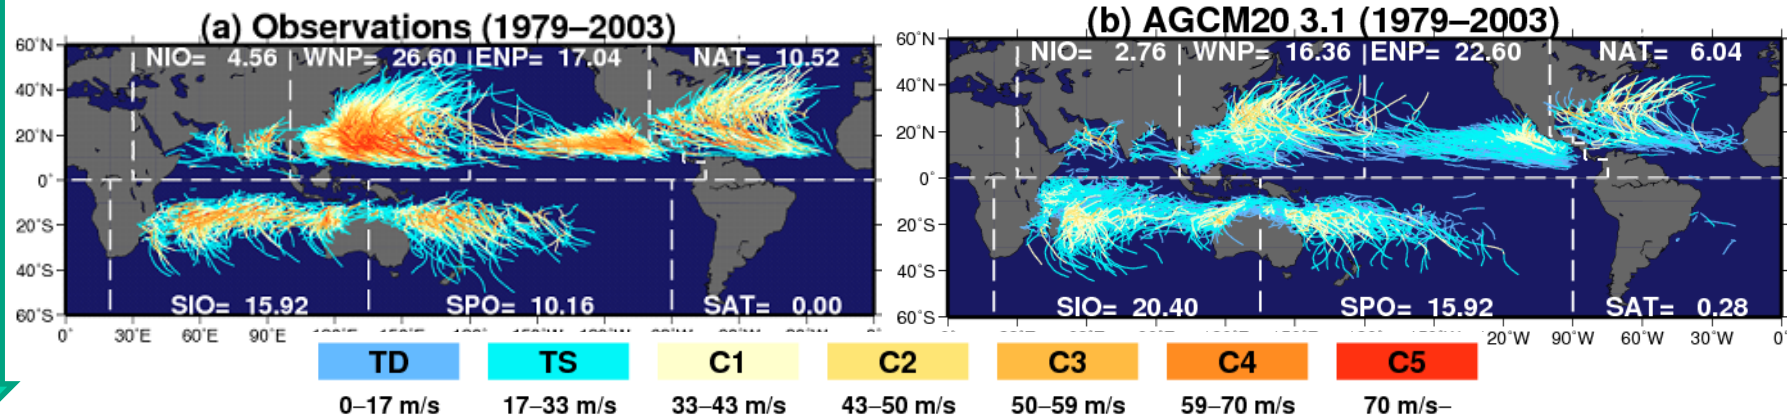 (a) Observations (1979–2003)
60˚N
NIO= 4.56 WNP= 26.60 ENP= 17.04 NAT= 10.52
40˚N
20˚N
0˚
20˚S
40˚S
SIO= 15.92 SPO= 10.16 SAT= 0.00
60˚S
0˚ 30˚E 60˚E 90˚E
(b) AGCM20 3.1 (1979–2003)
60˚N
NIO= 2.76 WNP= 16.36 ENP= 22.60 NAT= 6.04
40˚N
20˚N
0˚
20˚S
40˚S
SIO= 20.40 SPO= 15.92 SAT= 0.28
60˚S
20˚W 90˚W 60˚W 30˚W
TD TS C1 C2 C3 C4 C5
0–17 m/s 17–33 m/s 33–43 m/s 43–50 m/s 50–59 m/s 59–70 m/s 70 m/s–